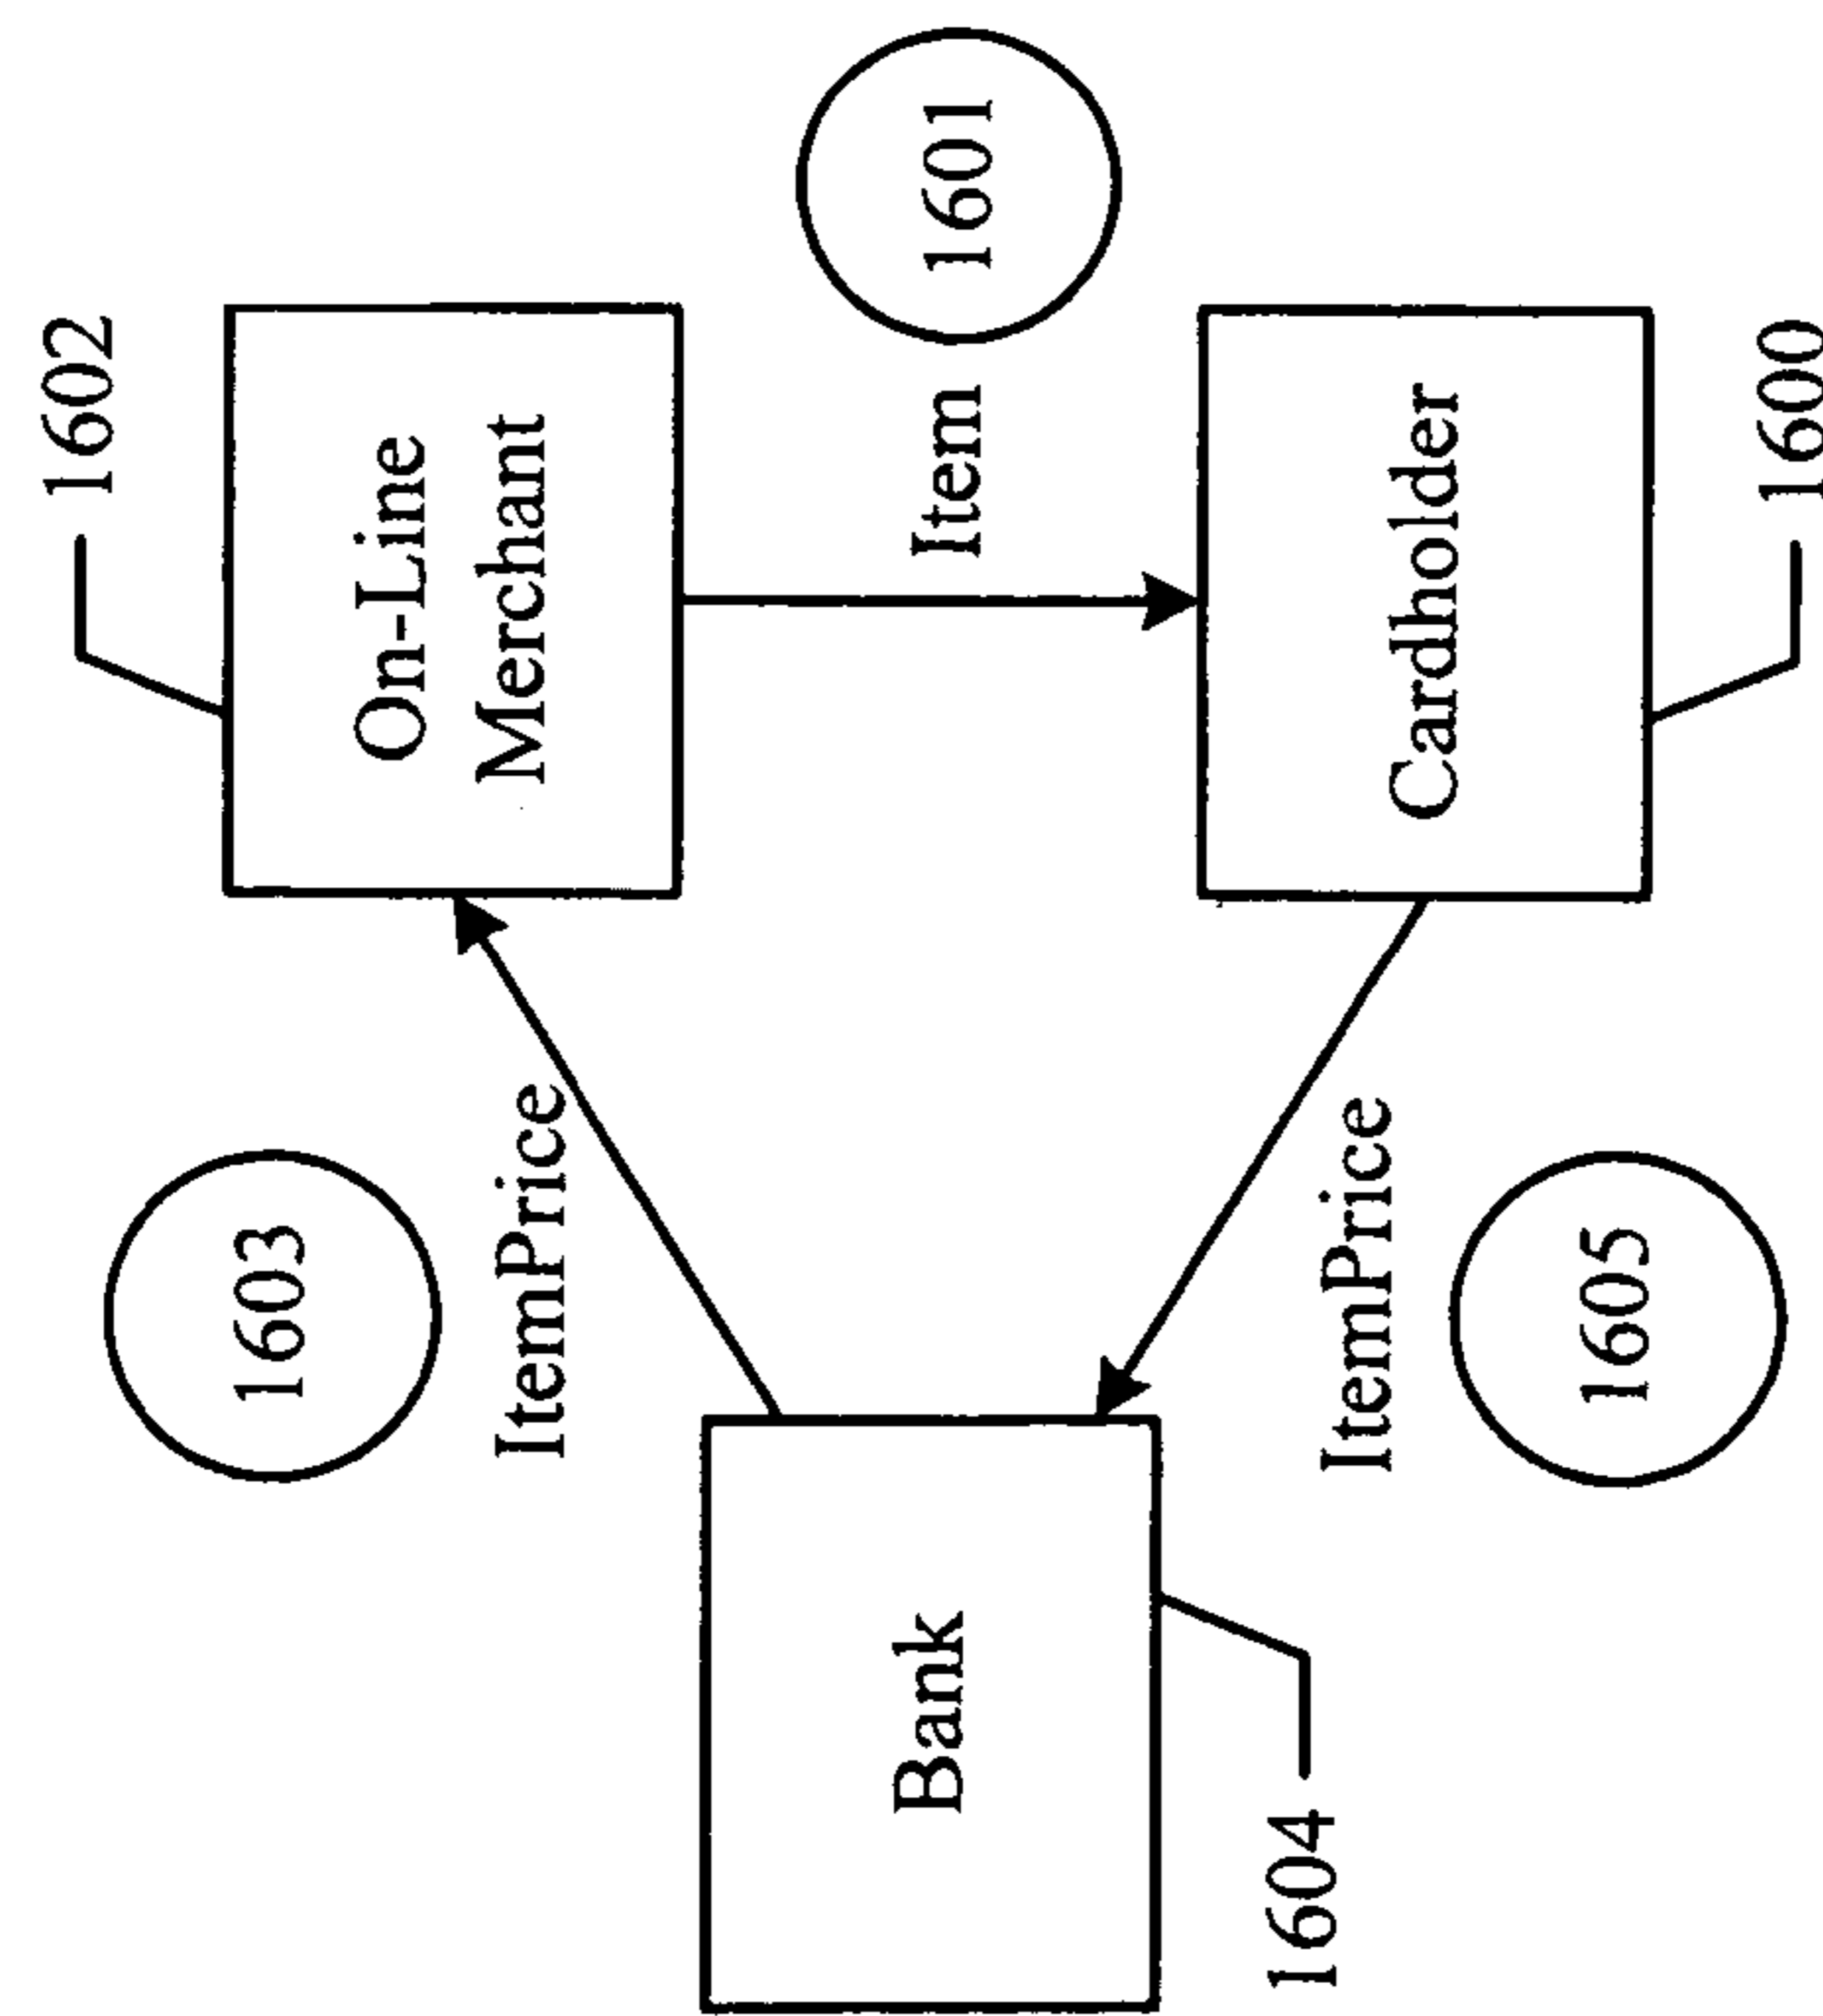 1602
1603
On-Line
Merchant
ItemPrice
Bank
Item
1601
1604
ItemPrice
Cardholder
1605
1600